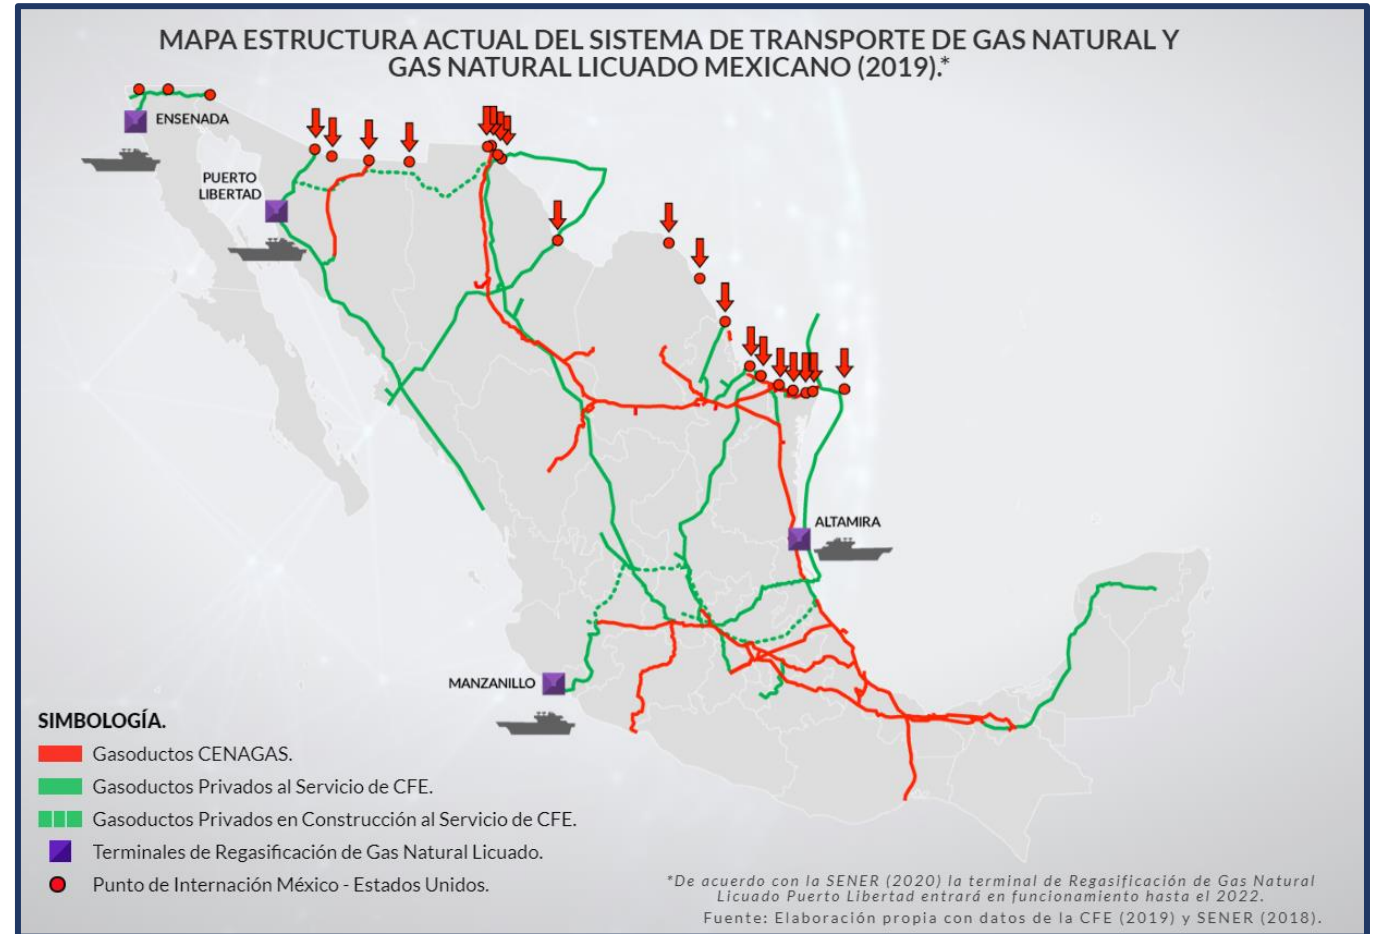 MAPA ESTRUCTURA ACTUAL DEL SISTEMA DE TRANSPORTE DE GAS NATURAL Y
GAS NATURAL LICUADO MEXICANO (2019).*
ENSENADA
PUERTO
LIBERTAD
ALTAMIRA
MANZANILLO
SIMBOLOGÍA.
Gasoductos CENAGAS.
Gasoductos Privados al Servicio de CFE.
Gasoductos Privados en Construcción al Servicio de CFE.
Terminales de Regasificación de Gas Natural Licuado.
Punto de Internación México - Estados Unidos.
*De acuerdo con la SENER (2020) la terminal de Regasificación de Gas Natural
Licuado Puerto Libertad entrará en funcionamiento hasta el 2022.
Fuente: Elaboración propia con datos de la CFE (2019) y SENER (2018).